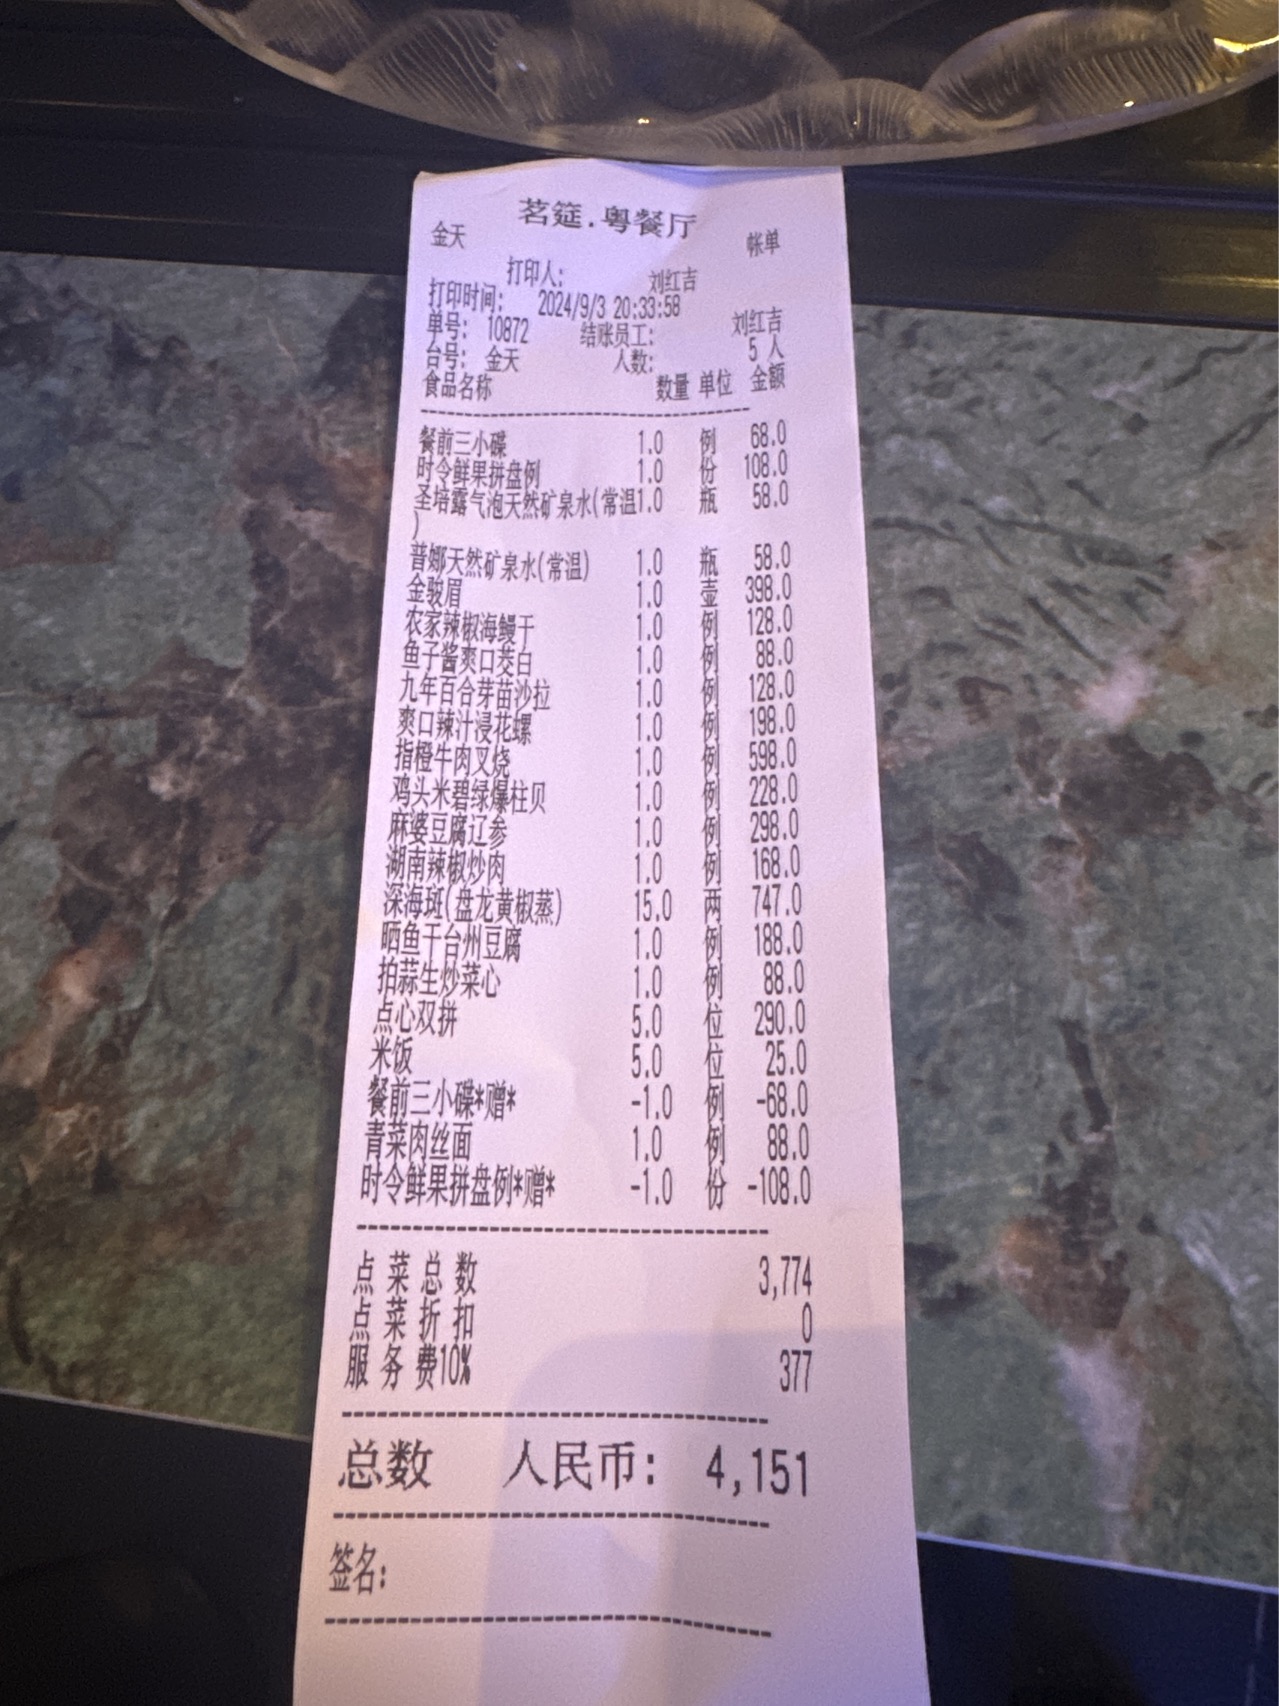 茗筵.粤餐厅
金天 帐单
打印人: 刘红吉
打印时间: 2024/9/3 20:33:58
单号: 10872 结账员工: 刘红吉
台号: 金天 人数: 5 人
食品名称 数量 单位 金额
餐前三小碟 1.0 例 68.0
时令鲜果拼盘例 1.0 份 108.0
圣培露气泡天然矿泉水(常温1.0 瓶 58.0
)
普娜天然矿泉水(常温) 1.0 瓶 58.0
金骏眉 1.0 壶 398.0
农家辣椒海鳗干 1.0 例 128.0
鱼子酱爽口茭白 1.0 例 88.0
九年百合芽苗沙拉 1.0 例 128.0
爽口辣汁浸花螺 1.0 例 198.0
指橙牛肉叉烧 1.0 例 598.0
鸡头米碧绿爆柱贝 1.0 例 228.0
麻婆豆腐辽参 1.0 例 298.0
湖南辣椒炒肉 1.0 例 168.0
深海斑(盘龙黄椒蒸) 15.0 两 747.0
晒鱼干台州豆腐 1.0 例 188.0
拍蒜生炒菜心 1.0 例 88.0
点心双拼 5.0 位 290.0
米饭 5.0 位 25.0
餐前三小碟*赠* -1.0 例 -68.0
青菜肉丝面 1.0 例 88.0
时令鲜果拼盘例*赠* -1.0 份 -108.0
点菜总数 3,774
点菜折扣 0
服务费10% 377
总数 人民币: 4,151
签名: